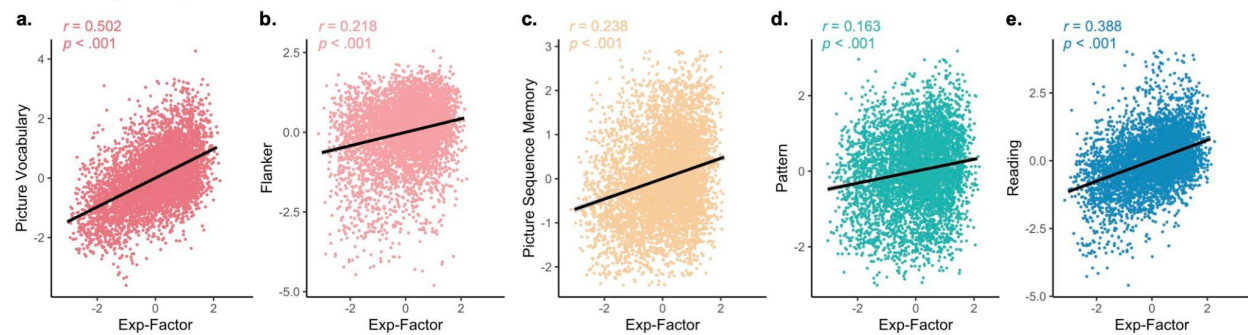 a.
r = 0.502
p < .001
4
2
0
-2
Picture Vocabulary
-2
0
2
Exp-Factor
b.
r = 0.218
p < .001
2.5
0.0
-2.5
-5.0
Flanker
-2
0
2
Exp-Factor
c.
r = 0.238
p < .001
3
2
1
0
-1
-2
Picture Sequence Memory
-2
0
2
Exp-Factor
d.
r = 0.163
p < .001
2
0
-2
Pattern
-2
0
2
Exp-Factor
e.
r = 0.388
p < .001
2.5
0.0
-2.5
-5.0
Reading
-2
0
2
Exp-Factor